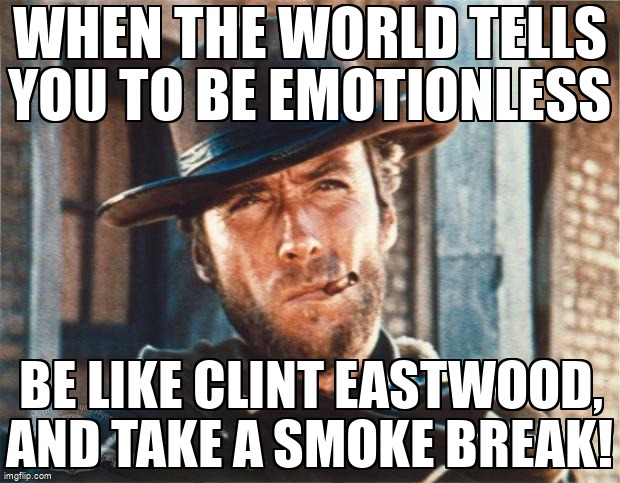 WHEN THE WORLD TELLS
YOU TO BE EMOTIONLESS
BE LIKE CLINT EASTWOOD,
AND TAKE A SMOKE BREAK!
imgflip.com